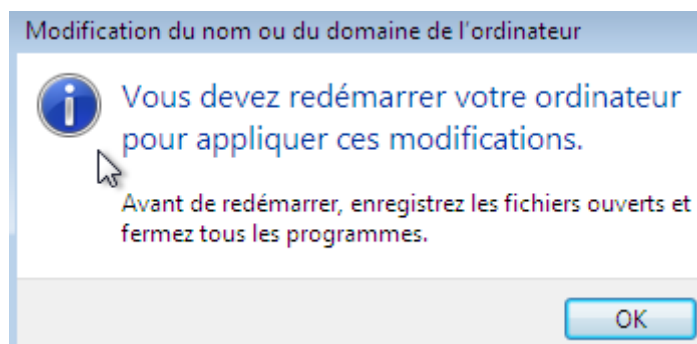 Modification du nom ou du domaine de l'ordinateur
Vous devez redémarrer votre ordinateur
pour appliquer ces modifications.
Avant de redémarrer, enregistrez les fichiers ouverts et
fermez tous les programmes.
OK